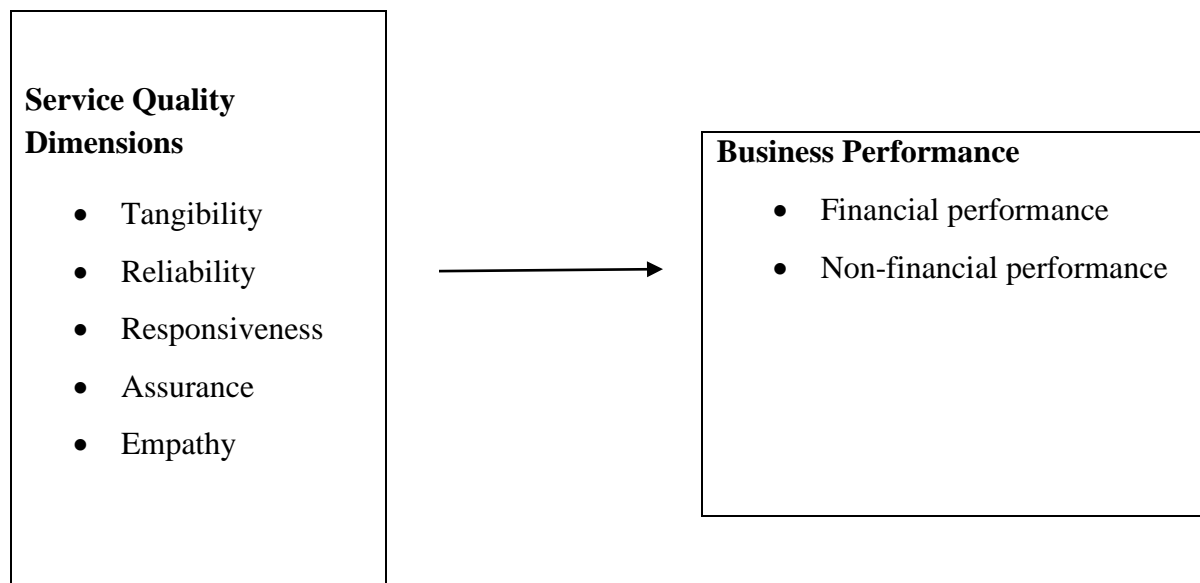 Service Quality
Dimensions
• Tangibility
• Reliability
• Responsiveness
• Assurance
• Empathy
Business Performance
• Financial performance
• Non-financial performance